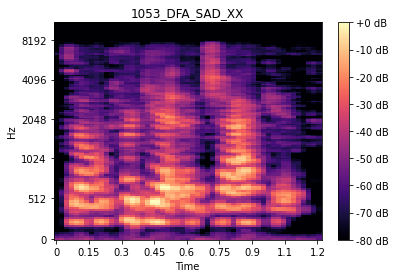 1053_DFA_SAD_XX
8192
4096
2048
1024
512
0
Hz
0 0.15 0.3 0.45 0.6 0.75 0.9 1.1 1.2
Time
+0 dB
-10 dB
-20 dB
-30 dB
-40 dB
-50 dB
-60 dB
-70 dB
-80 dB